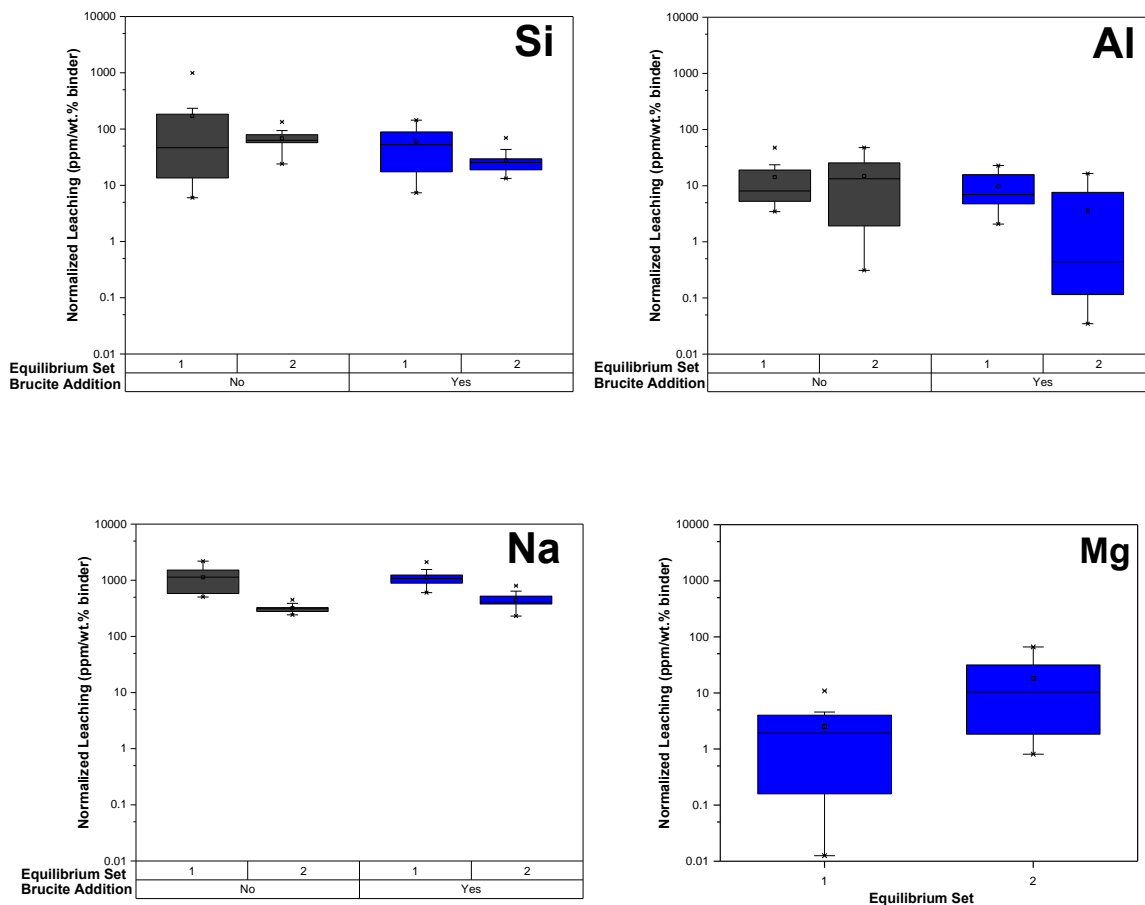 Si
Normalized Leaching (ppm/wt.% binder)
10000
1000
100
10
1
0.1
0.01
Equilibrium Set 1 2 1 2
Brucite Addition No Yes
Al
Normalized Leaching (ppm/wt.% binder)
10000
1000
100
10
1
0.1
0.01
Equilibrium Set 1 2 1 2
Brucite Addition No Yes
Na
Normalized Leaching (ppm/wt.% binder)
10000
1000
100
10
1
0.1
0.01
Equilibrium Set 1 2 1 2
Brucite Addition No Yes
Mg
Normalized Leaching (ppm/wt.% binder)
10000
1000
100
10
1
0.1
0.01
1 2
Equilibrium Set